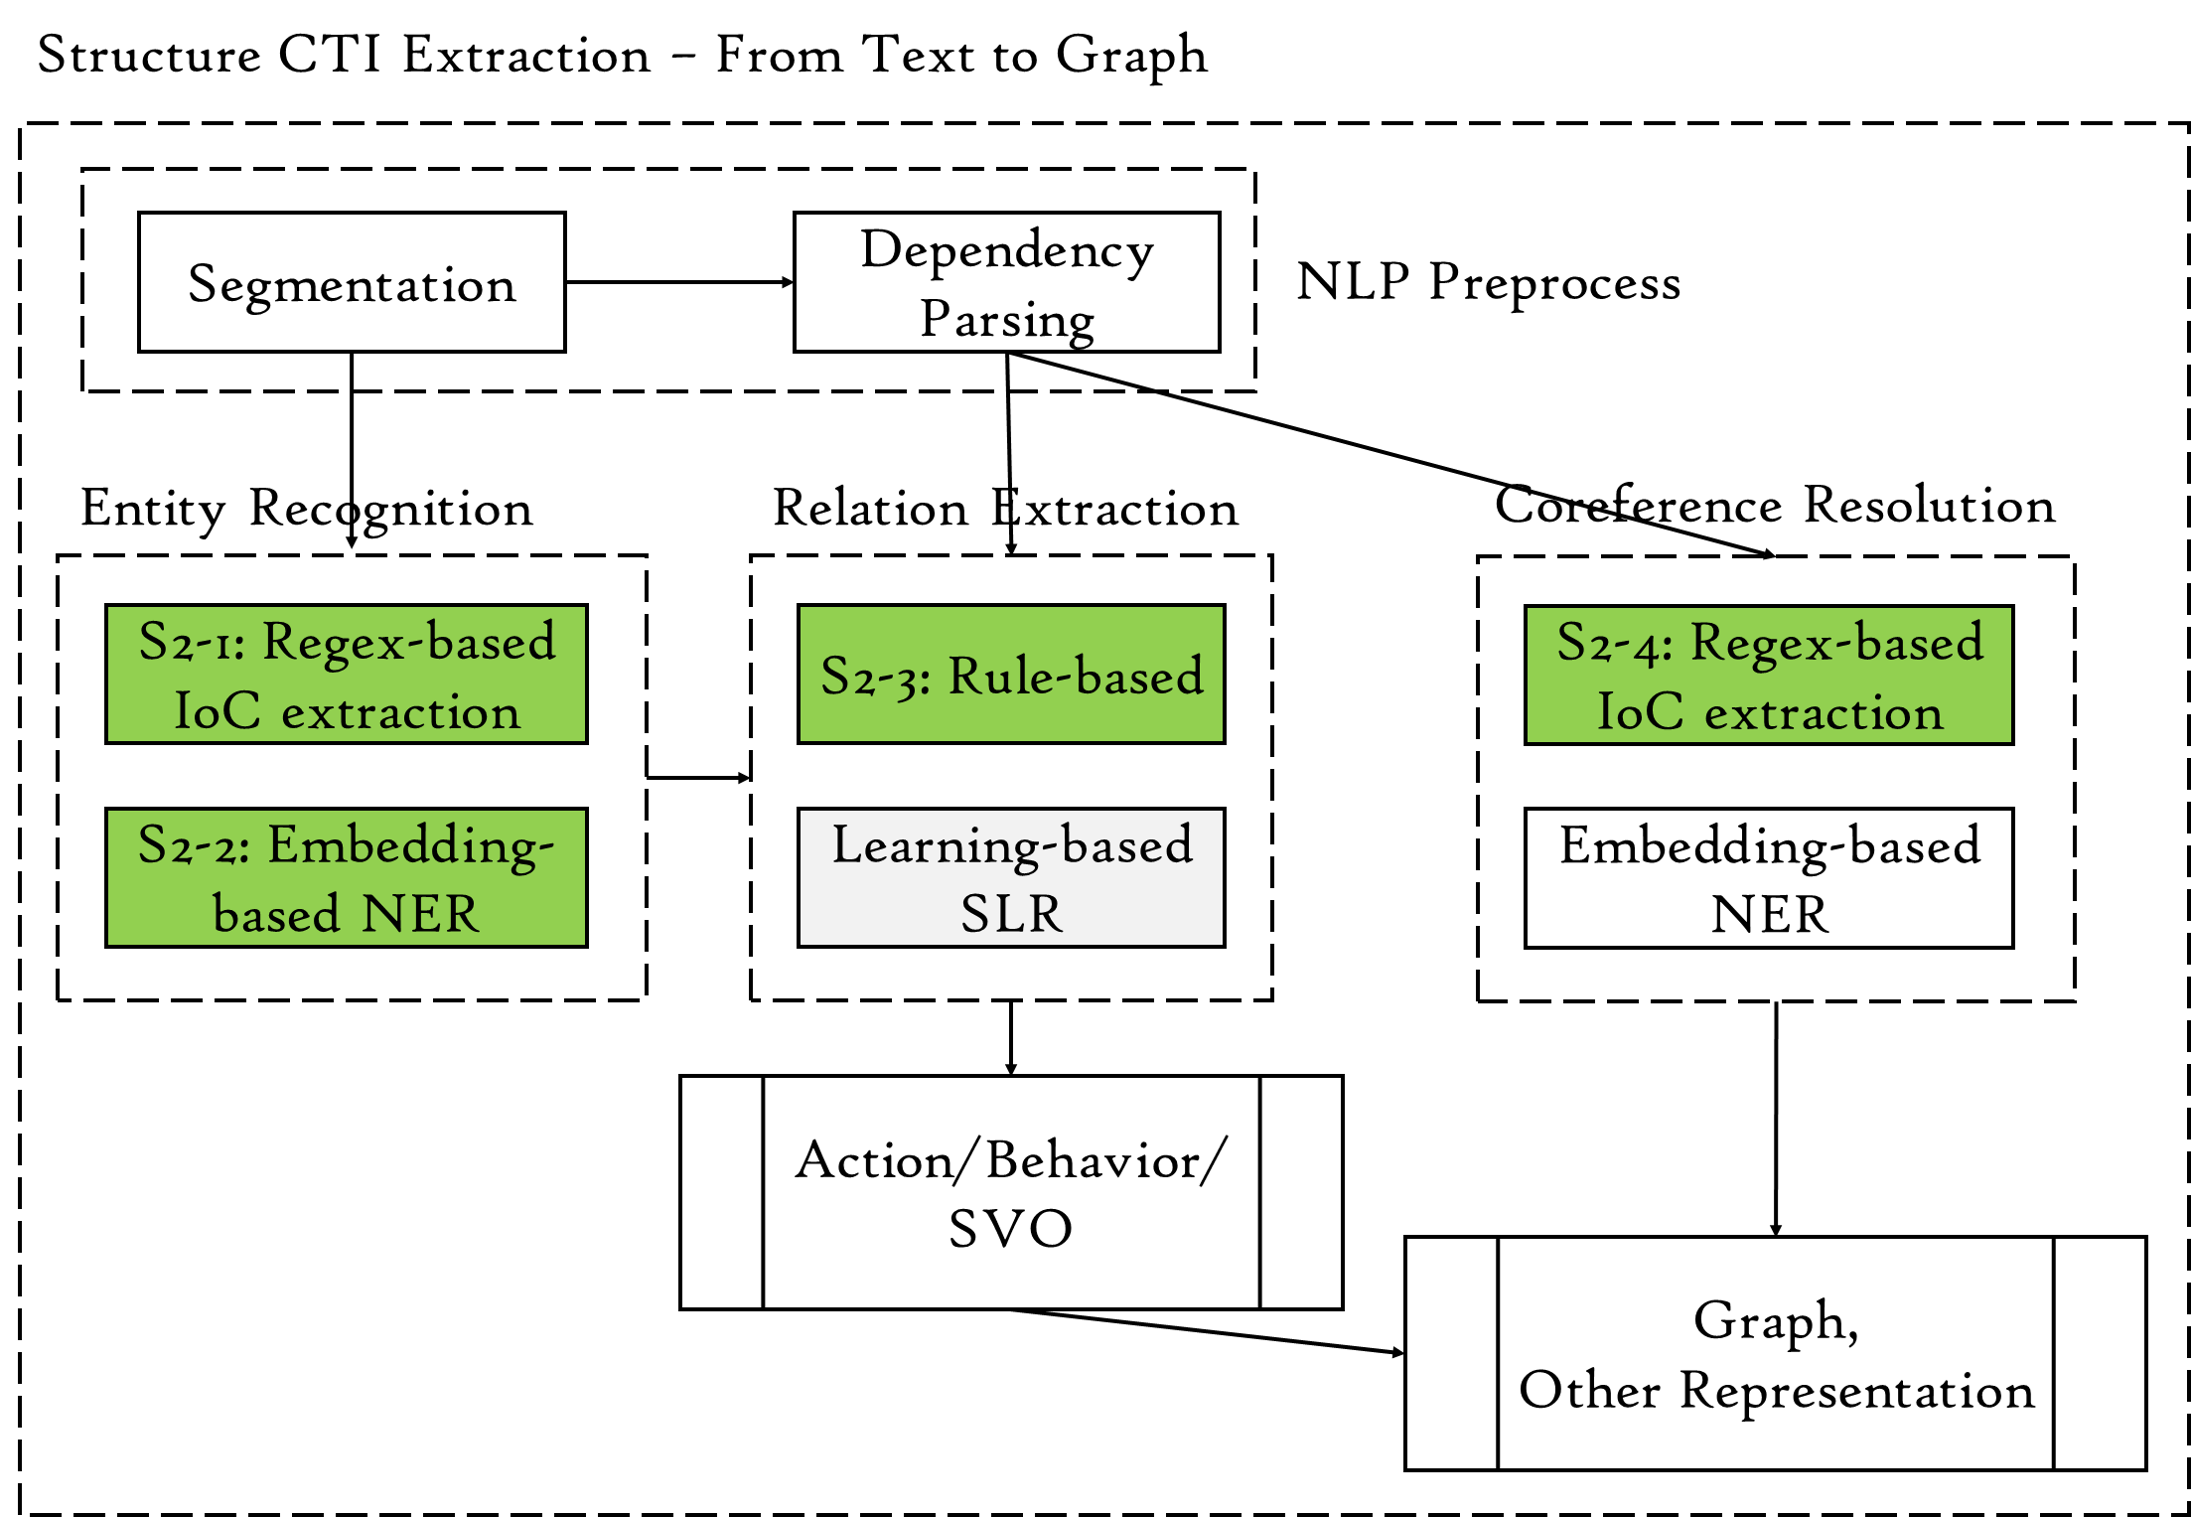 Structure CTI Extraction – From Text to Graph
Segmentation
Dependency
Parsing
NLP Preprocess
Entity Recognition
Relation Extraction
Coreference Resolution
S2-1: Regex-based
IoC extraction
S2-2: Embedding-
based NER
S2-3: Rule-based
Learning-based
SLR
S2-4: Regex-based
IoC extraction
Embedding-based
NER
Action/Behavior/
SVO
Graph,
Other Representation